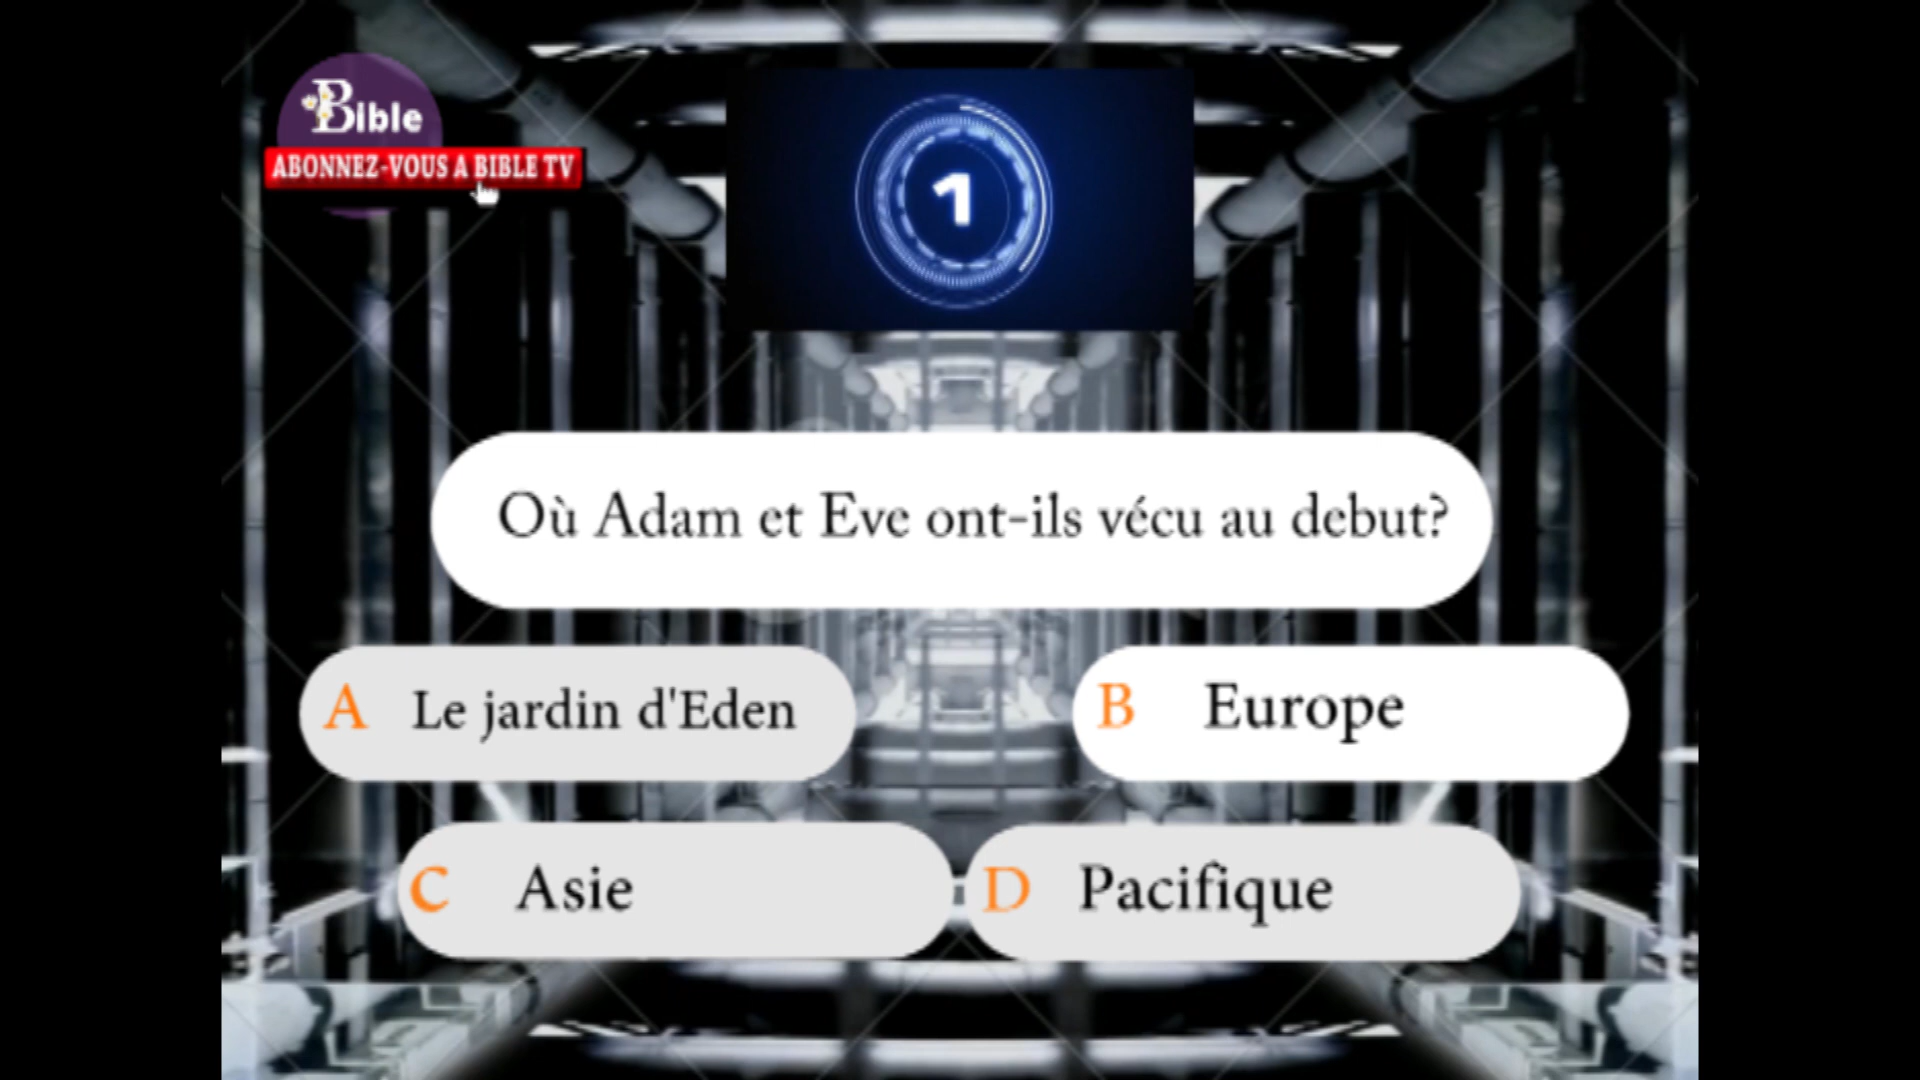 Bible
ABONNEZ-VOUS A BIBLE TV
1
Où Adam et Eve ont-ils vécu au debut?
A Le jardin d'Eden
B Europe
C Asie
D Pacifique